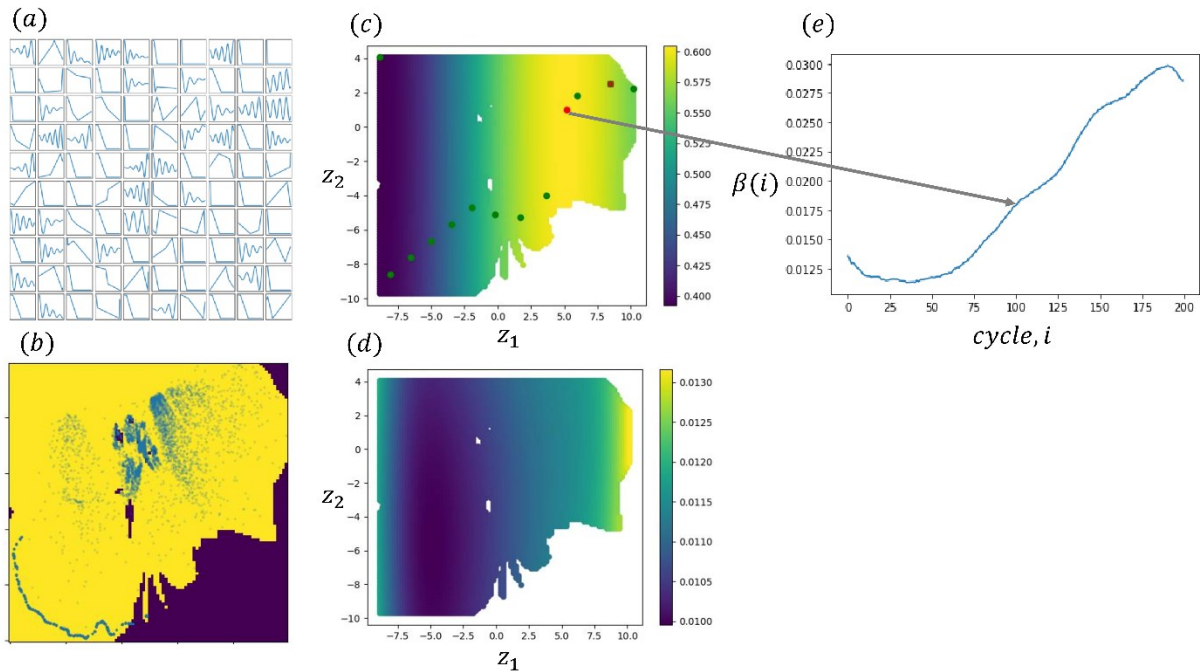 (a)
(b)
(c)
4
2
0
−2
−4
−6
−8
−10
z₂
−7.5 −5.0 −2.5 0.0 2.5 5.0 7.5 10.0
z₁
0.600
0.575
0.550
0.525
0.500
0.475
0.450
0.425
0.400
(d)
4
2
0
−2
−4
−6
−8
−10
z₂
−7.5 −5.0 −2.5 0.0 2.5 5.0 7.5 10.0
z₁
0.0130
0.0125
0.0120
0.0115
0.0110
0.0105
0.0100
(e)
β(i)
0.0300
0.0275
0.0250
0.0225
0.0200
0.0175
0.0150
0.0125
0 25 50 75 100 125 150 175 200
cycle, i